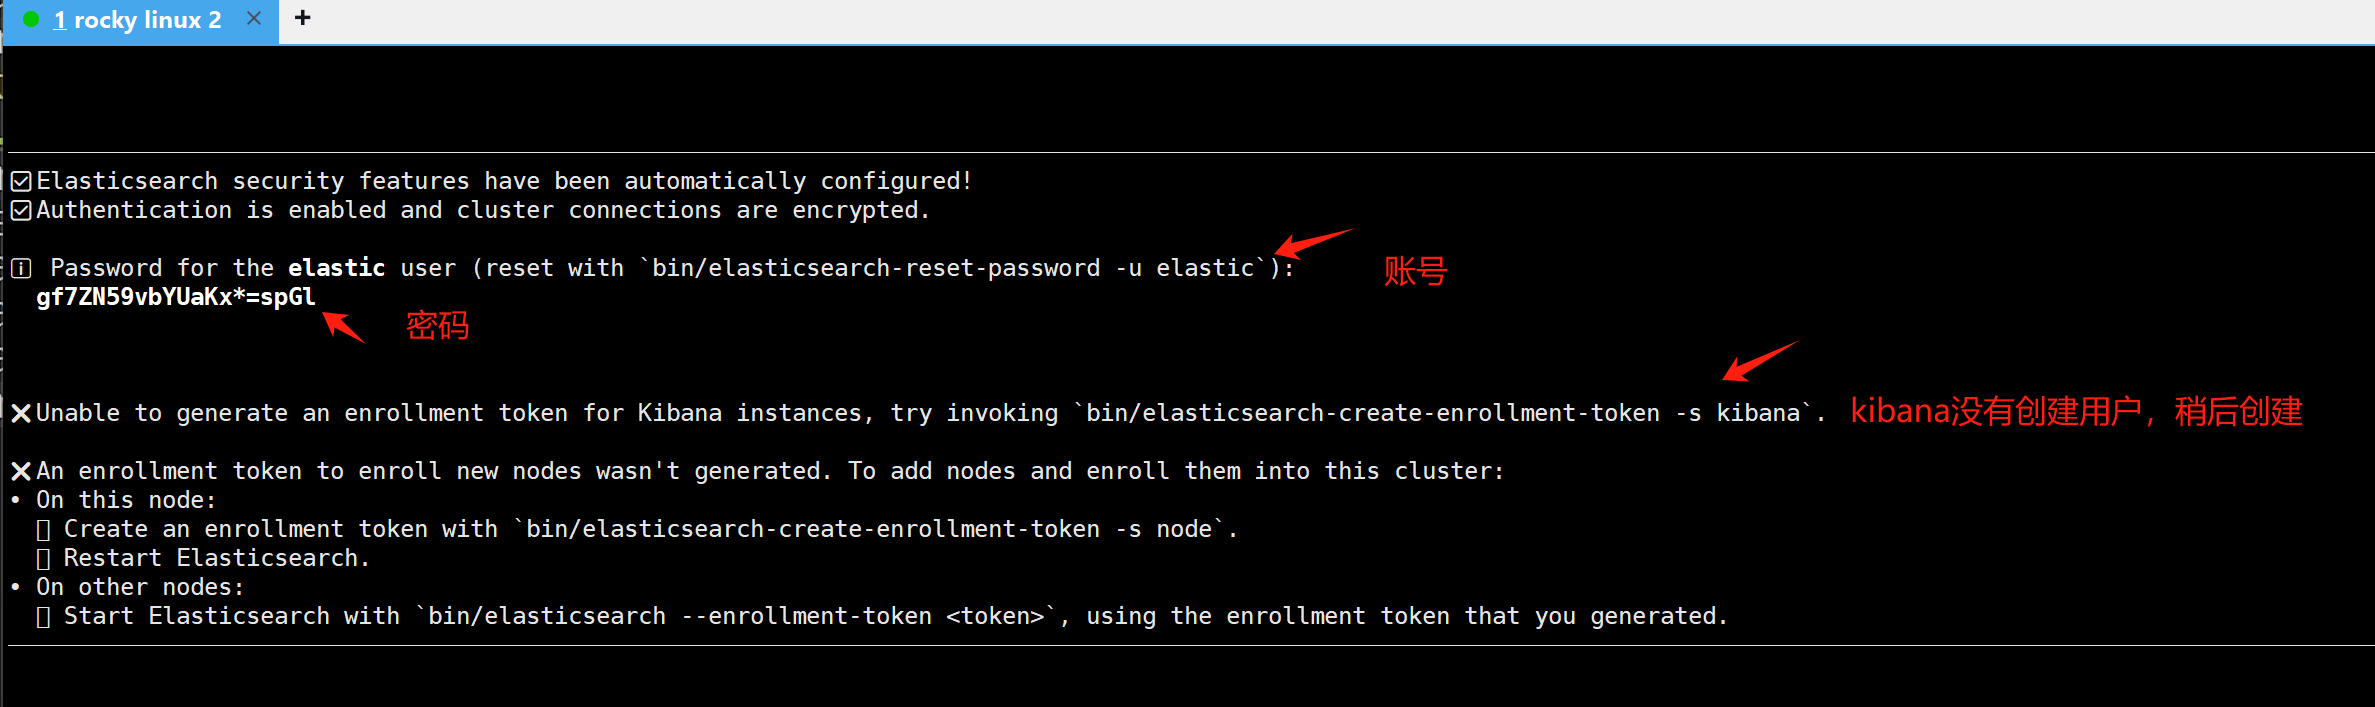 1 rocky linux 2 × +
☑Elasticsearch security features have been automatically configured!
☑Authentication is enabled and cluster connections are encrypted.
ℹ Password for the elastic user (reset with `bin/elasticsearch-reset-password -u elastic`):
账号
gf7ZN59vbYUaKx*=spGl
密码
❌Unable to generate an enrollment token for Kibana instances, try invoking `bin/elasticsearch-create-enrollment-token -s kibana`. kibana没有创建用户，稍后创建
❌An enrollment token to enroll new nodes wasn't generated. To add nodes and enroll them into this cluster:
• On this node:
Create an enrollment token with `bin/elasticsearch-create-enrollment-token -s node`.
Restart Elasticsearch.
• On other nodes:
Start Elasticsearch with `bin/elasticsearch --enrollment-token <token>`, using the enrollment token that you generated.